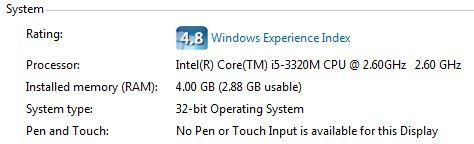 System
Rating: 4.8 Windows Experience Index
Processor: Intel(R) Core(TM) i5-3320M CPU @ 2.60GHz 2.60 GHz
Installed memory (RAM): 4.00 GB (2.88 GB usable)
System type: 32-bit Operating System
Pen and Touch: No Pen or Touch Input is available for this Display